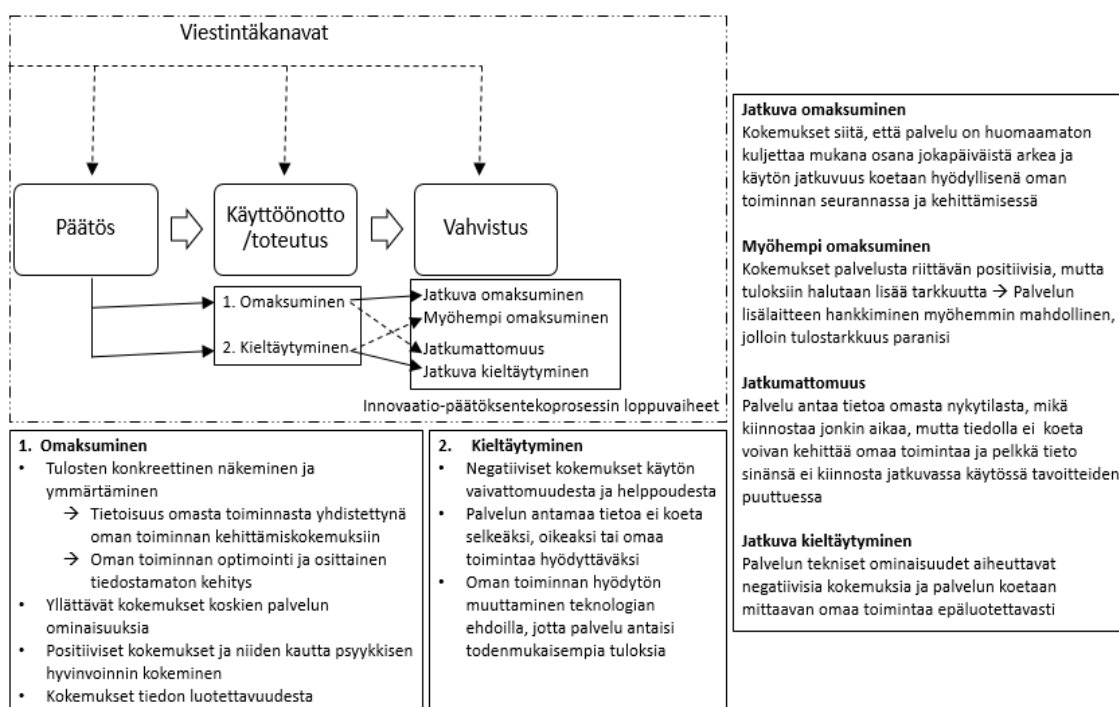 Viestintäkanavat
Päätös
Käyttöönotto
/toteutus
Vahvistus
1. Omaksuminen
2. Kieltäytyminen
Jatkuva omaksuminen
Myöhempi omaksuminen
Jatkumattomuus
Jatkuva kieltäytyminen
Innovaatio-päätöksentekoprosessin loppuvaiheet
1. Omaksuminen
• Tulosten konkreettinen näkeminen ja
ymmärtäminen
→ Tietoisuus omasta toiminnasta yhdistettynä
oman toiminnan kehittämiskokemuksiin
→ Oman toiminnan optimointi ja osittainen
tiedostamaton kehitys
• Yllättävät kokemukset koskien palvelun
ominaisuuksia
• Positiiviset kokemukset ja niiden kautta psyykkisen
hyvinvoinnin kokeminen
• Kokemukset tiedon luotettavuudesta
2. Kieltäytyminen
• Negatiiviset kokemukset käytön
vaivattomuudesta ja helppoudesta
• Palvelun antamaa tietoa ei koeta
selkeäksi, oikeaksi tai omaa
toimintaa hyödyttäväksi
• Oman toiminnan hyödytön
muuttaminen teknologian
ehdoilla, jotta palvelu antaisi
todenmukaisempia tuloksia
Jatkuva omaksuminen
Kokemukset siitä, että palvelu on huomaamaton
kuljettaa mukana osana jokapäiväistä arkea ja
käytön jatkuvuus koetaan hyödyllisenä oman
toiminnan seurannassa ja kehittämisessä
Myöhempi omaksuminen
Kokemukset palvelusta riittävän positiivisia, mutta
tuloksiin halutaan lisää tarkkuutta → Palvelun
lisälaitteen hankkiminen myöhemmin mahdollinen,
jolloin tulostarkkuus paranisi
Jatkumattomuus
Palvelu antaa tietoa omasta nykytilasta, mikä
kiinnostaa jonkin aikaa, mutta tiedolla ei koeta
voivan kehittää omaa toimintaa ja pelkkä tieto
sinänsä ei kiinnosta jatkuvassa käytössä tavoitteiden
puuttuessa
Jatkuva kieltäytyminen
Palvelun tekniset ominaisuudet aiheuttavat
negatiivisia kokemuksia ja palvelun koetaan
mittaavan omaa toimintaa epäluotettavasti